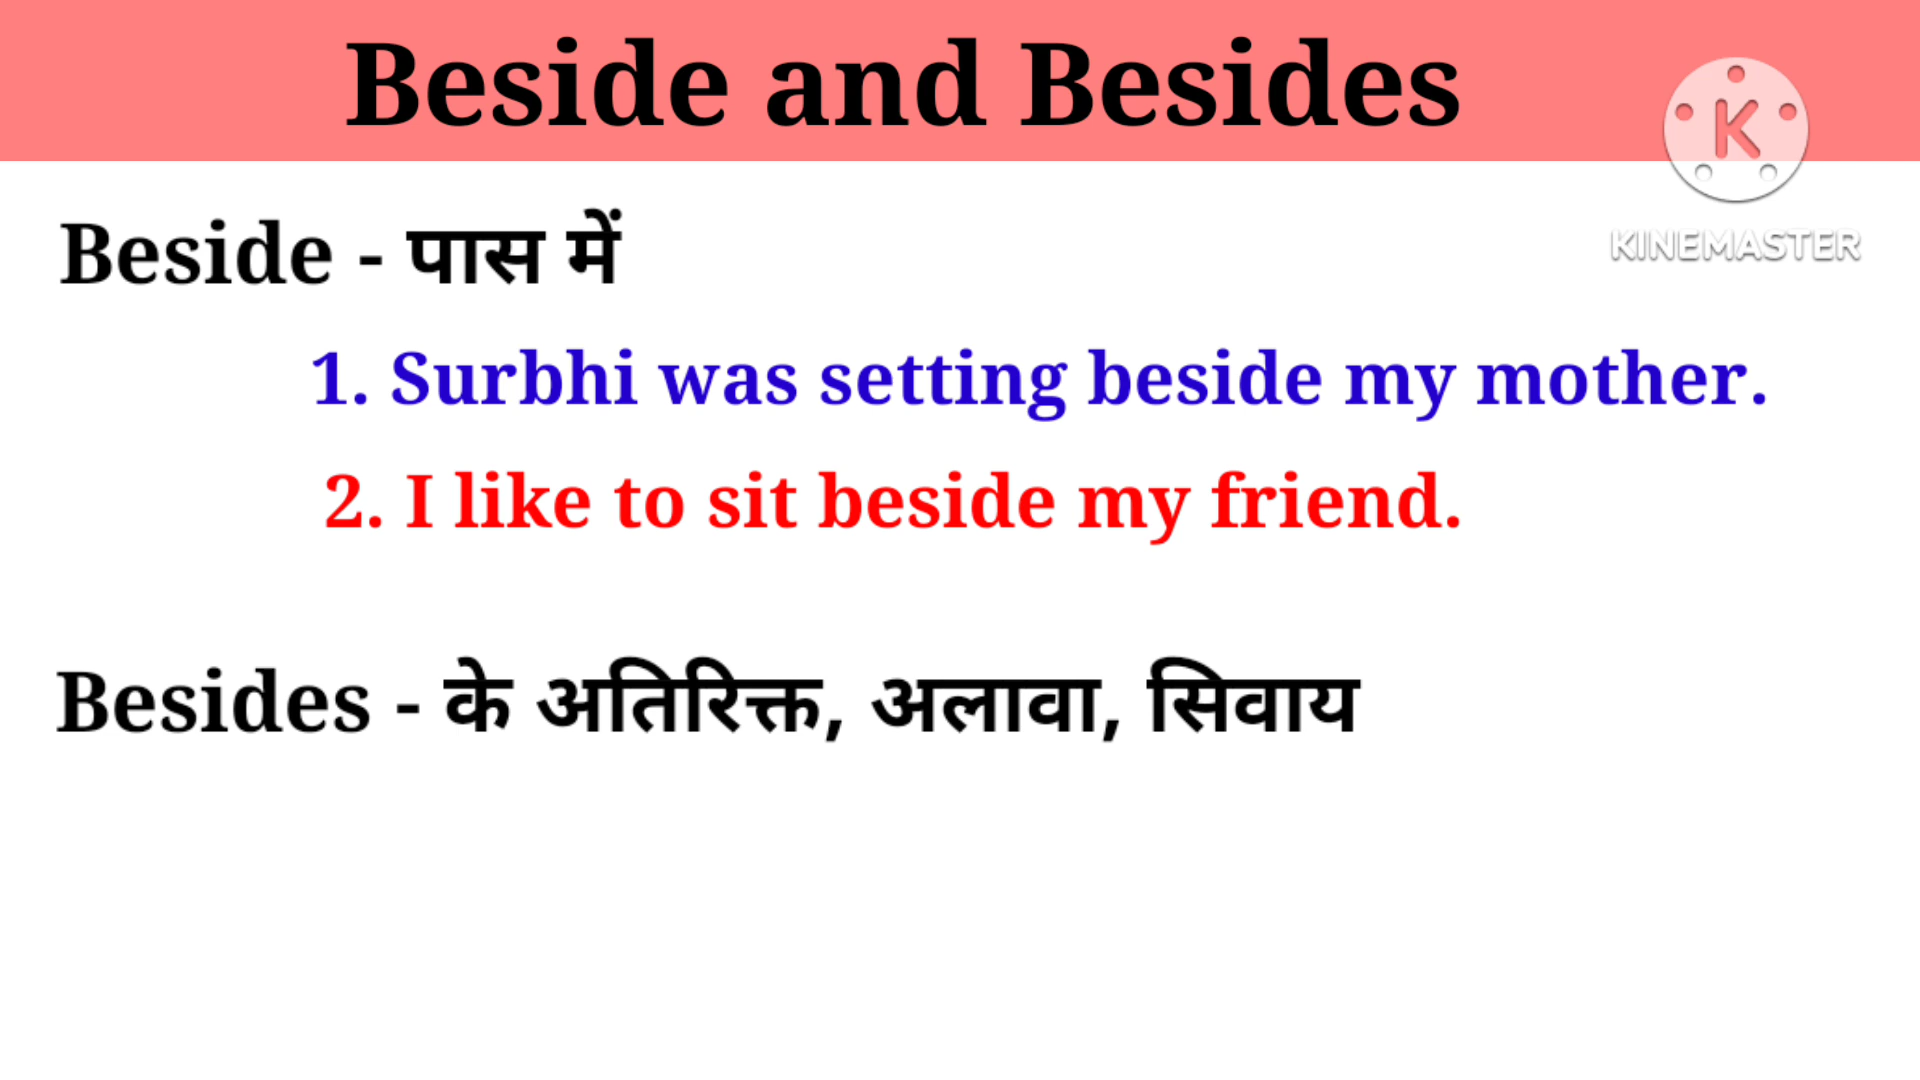 Beside and Besides
K
KINEMASTER
Beside - पास में
1. Surbhi was setting beside my mother.
2. I like to sit beside my friend.
Besides - के अतिरिक्त, अलावा, सिवाय